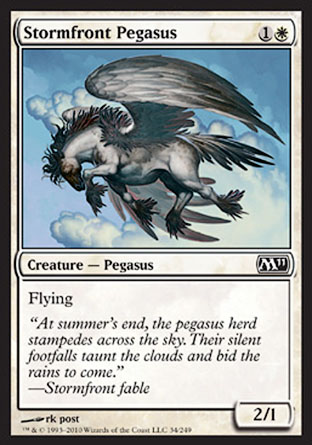 Stormfront Pegasus 1
Creature — Pegasus M11
Flying
"At summer's end, the pegasus herd
stampedes across the sky. Their silent
footfalls taunt the clouds and bid the
rains to come."
—Stormfront fable
rk post
™ & © 1993–2010 Wizards of the Coast LLC 34/249
2/1